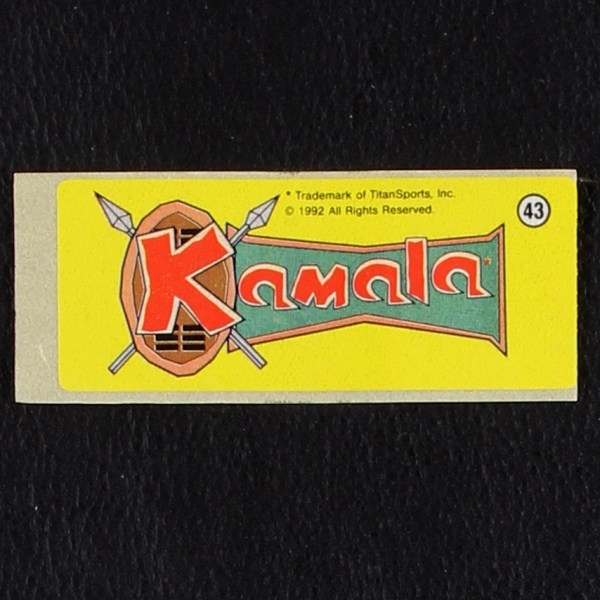 * Trademark of TitanSports, Inc.
© 1992 All Rights Reserved.
43
Kamala*